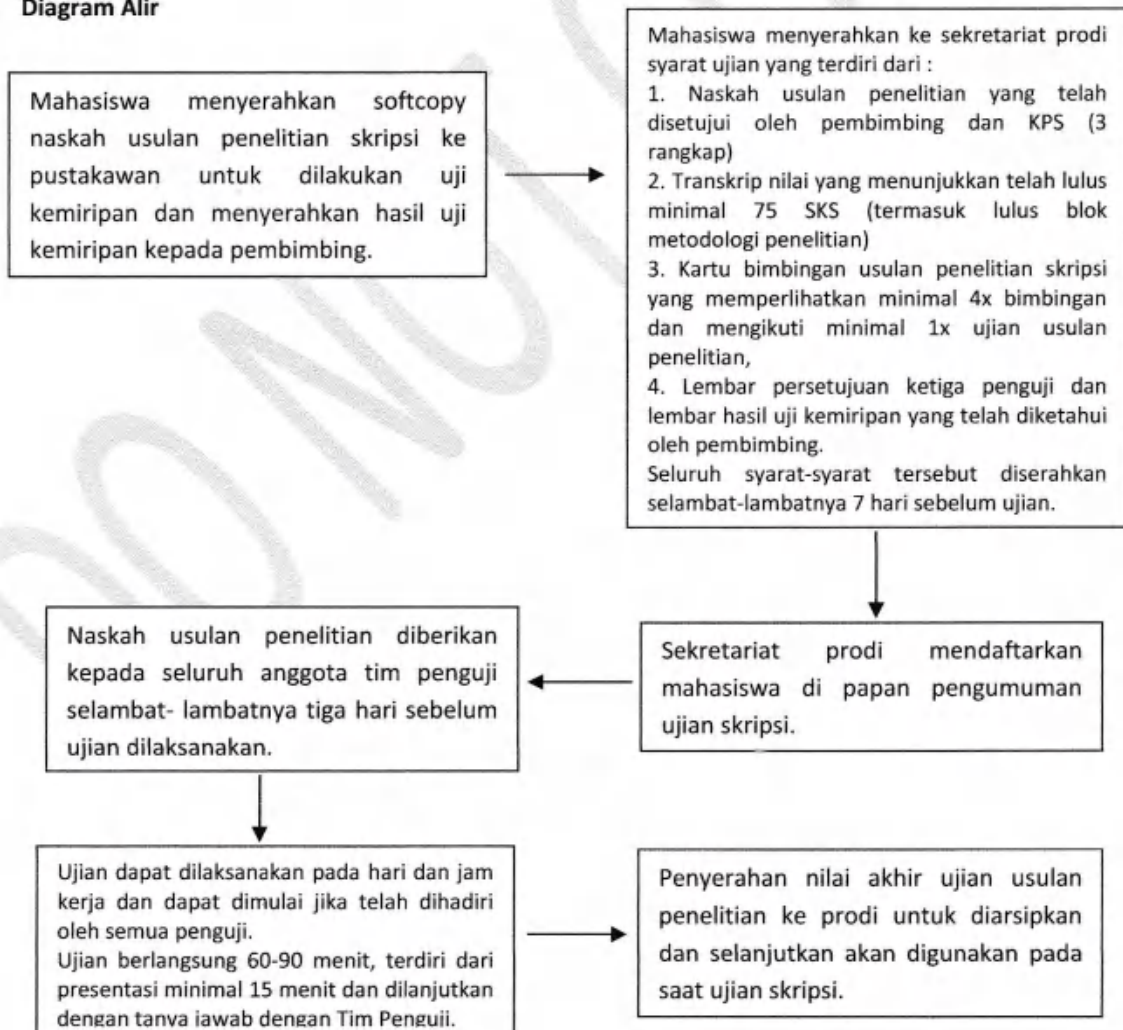 Diagram Alir
Mahasiswa menyerahkan softcopy
naskah usulan penelitian skripsi ke
pustakawan untuk dilakukan uji
kemiripan dan menyerahkan hasil uji
kemiripan kepada pembimbing.
Mahasiswa menyerahkan ke sekretariat prodi
syarat ujian yang terdiri dari :
1. Naskah usulan penelitian yang telah
disetujui oleh pembimbing dan KPS (3
rangkap)
2. Transkrip nilai yang menunjukkan telah lulus
minimal 75 SKS (termasuk lulus blok
metodologi penelitian)
3. Kartu bimbingan usulan penelitian skripsi
yang memperlihatkan minimal 4x bimbingan
dan mengikuti minimal 1x ujian usulan
penelitian,
4. Lembar persetujuan ketiga penguji dan
lembar hasil uji kemiripan yang telah diketahui
oleh pembimbing.
Seluruh syarat-syarat tersebut diserahkan
selambat-lambatnya 7 hari sebelum ujian.
Sekretariat prodi mendaftarkan
mahasiswa di papan pengumuman
ujian skripsi.
Naskah usulan penelitian diberikan
kepada seluruh anggota tim penguji
selambat- lambatnya tiga hari sebelum
ujian dilaksanakan.
Ujian dapat dilaksanakan pada hari dan jam
kerja dan dapat dimulai jika telah dihadiri
oleh semua penguji.
Ujian berlangsung 60-90 menit, terdiri dari
presentasi minimal 15 menit dan dilanjutkan
dengan tanya jawab dengan Tim Penguji.
Penyerahan nilai akhir ujian usulan
penelitian ke prodi untuk diarsipkan
dan selanjutkan akan digunakan pada
saat ujian skripsi.